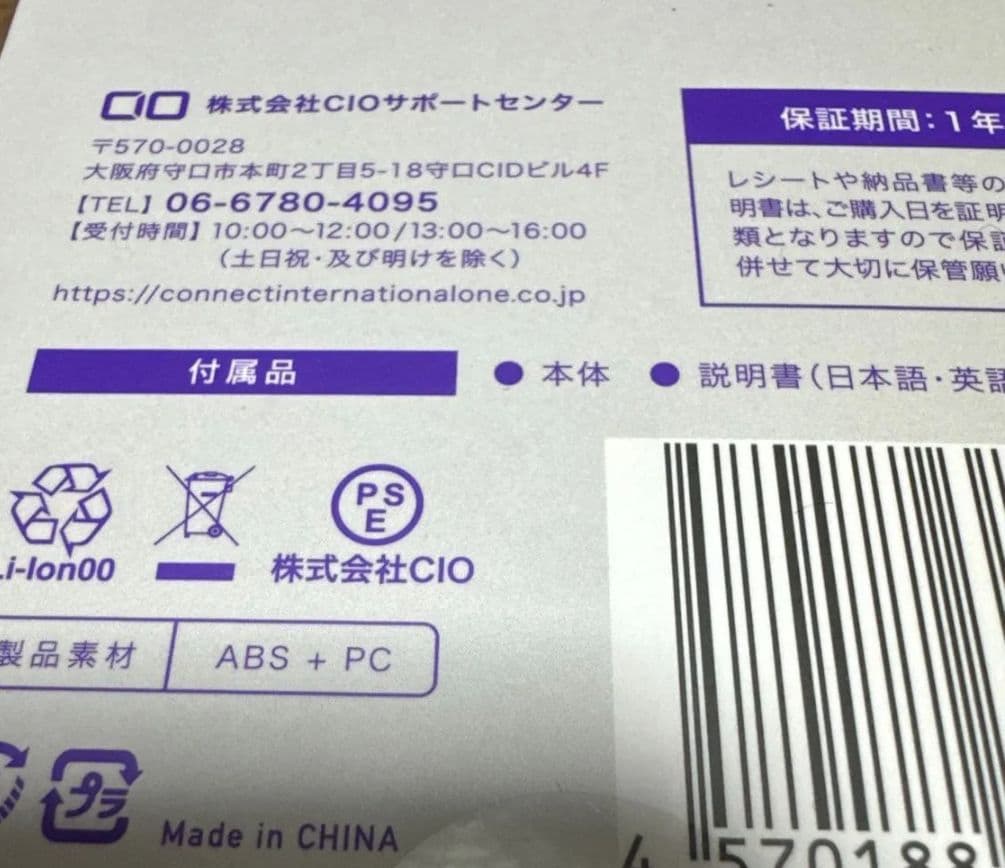 CIO 株式会社CIOサポートセンター
〒570-0028
大阪府守口市本町2丁目5-18守口CIDビル4F
【TEL】06-6780-4095
【受付時間】10:00〜12:00/13:00〜16:00
(土日祝・及び明けを除く)
https://connectinternationalone.co.jp
保証期間：1年
レシートや納品書等の
明書は、ご購入日を証明
類となりますので保証
併せて大切に保管願い
付属品 ● 本体 ● 説明書(日本語・英語
PSE
Li-Ion00
株式会社CIO
製品素材 ABS + PC
プラ
Made in CHINA
4 570188